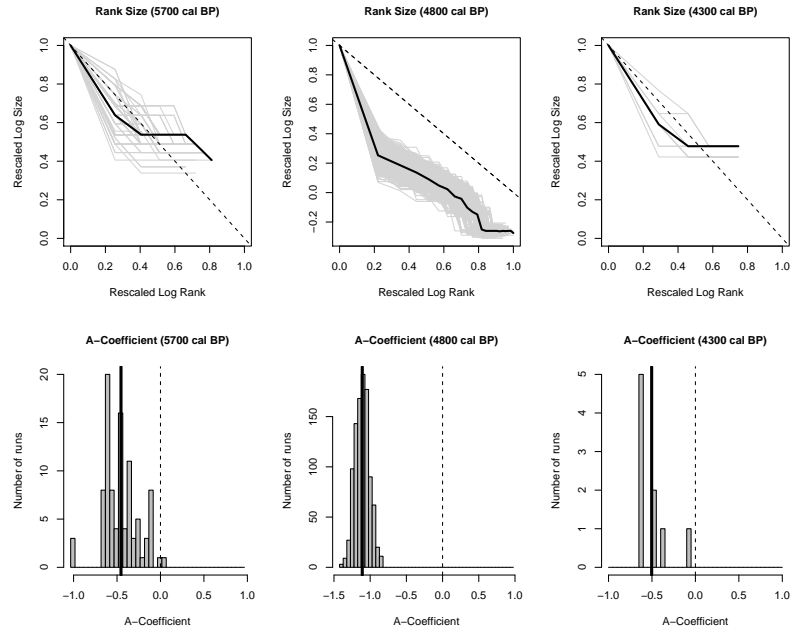 Rank Size (5700 cal BP)
Rank Size (4800 cal BP)
Rank Size (4300 cal BP)
Rescaled Log Size
1.0
0.8
0.6
0.4
0.2
0.0
0.0 0.2 0.4 0.6 0.8 1.0
Rescaled Log Rank
Rescaled Log Size
1.0
0.8
0.6
0.4
0.2
0.0
−0.2
0.0 0.2 0.4 0.6 0.8 1.0
Rescaled Log Rank
Rescaled Log Size
1.0
0.8
0.6
0.4
0.2
0.0
0.0 0.2 0.4 0.6 0.8 1.0
Rescaled Log Rank
A−Coefficient (5700 cal BP)
A−Coefficient (4800 cal BP)
A−Coefficient (4300 cal BP)
Number of runs
20
15
10
5
0
−1.0 −0.5 0.0 0.5 1.0
A−Coefficient
Number of runs
150
100
50
0
−1.5 −1.0 −0.5 0.0 0.5 1.0
A−Coefficient
Number of runs
5
4
3
2
1
0
−1.0 −0.5 0.0 0.5 1.0
A−Coefficient